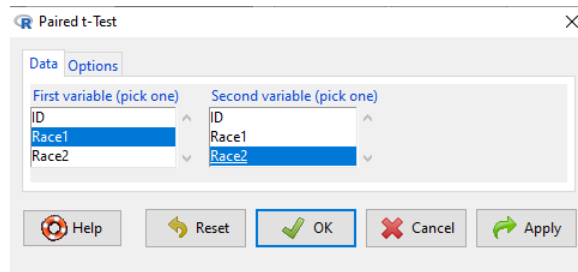 R Paired t-Test
Data Options
First variable (pick one) Second variable (pick one)
ID ID
Race1 Race1
Race2 Race2
Help Reset OK Cancel Apply